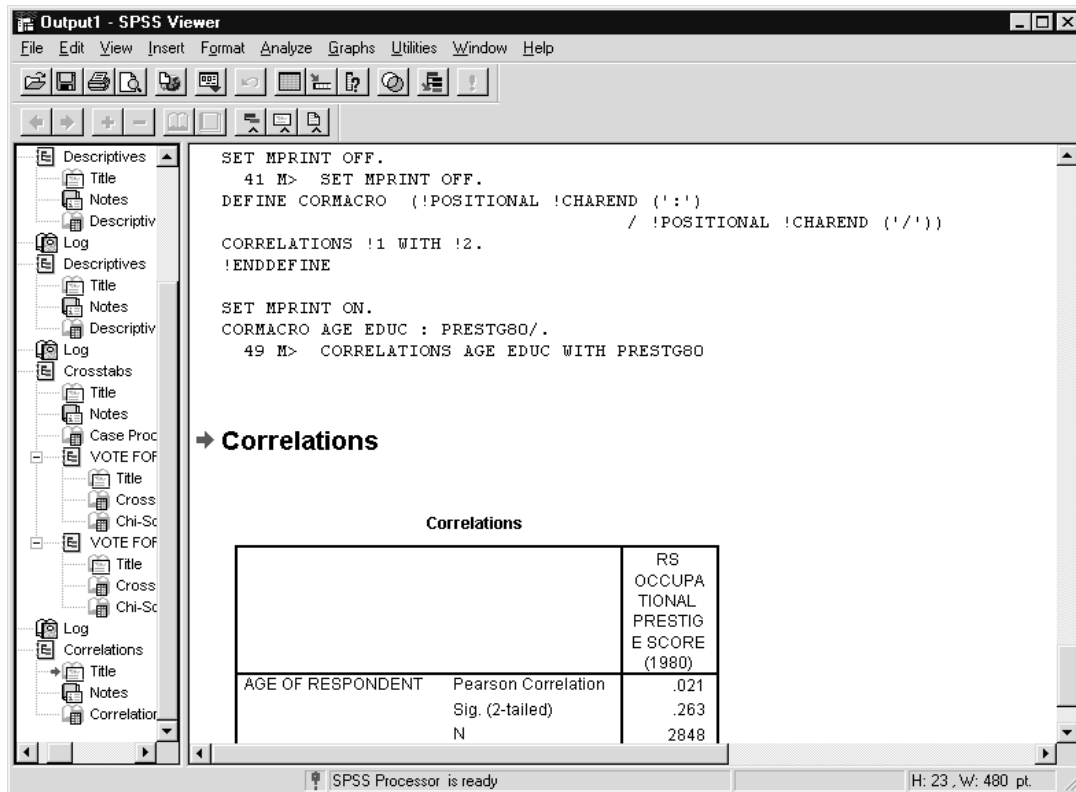 Output1 - SPSS Viewer
File Edit View Insert Format Analyze Graphs Utilities Window Help
Descriptives
Title
Notes
Descriptiv
Log
Descriptives
Title
Notes
Descriptiv
Log
Crosstabs
Title
Notes
Case Proc
VOTE FOR
Title
Cross
Chi-Sc
VOTE FOR
Title
Cross
Chi-Sc
Log
Correlations
Title
Notes
Correlation
SET MPRINT OFF.
41 M> SET MPRINT OFF.
DEFINE CORMACRO (!POSITIONAL !CHAREND (':')
/ !POSITIONAL !CHAREND ('/'))
CORRELATIONS !1 WITH !2.
!ENDDEFINE
SET MPRINT ON.
CORMACRO AGE EDUC : PRESTG80/.
49 M> CORRELATIONS AGE EDUC WITH PRESTG80
Correlations
Correlations
RS
OCCUPA
TIONAL
PRESTIG
E SCORE
(1980)
AGE OF RESPONDENT Pearson Correlation .021
Sig. (2-tailed) .263
N 2848
SPSS Processor is ready
H: 23 , W: 480 pt.